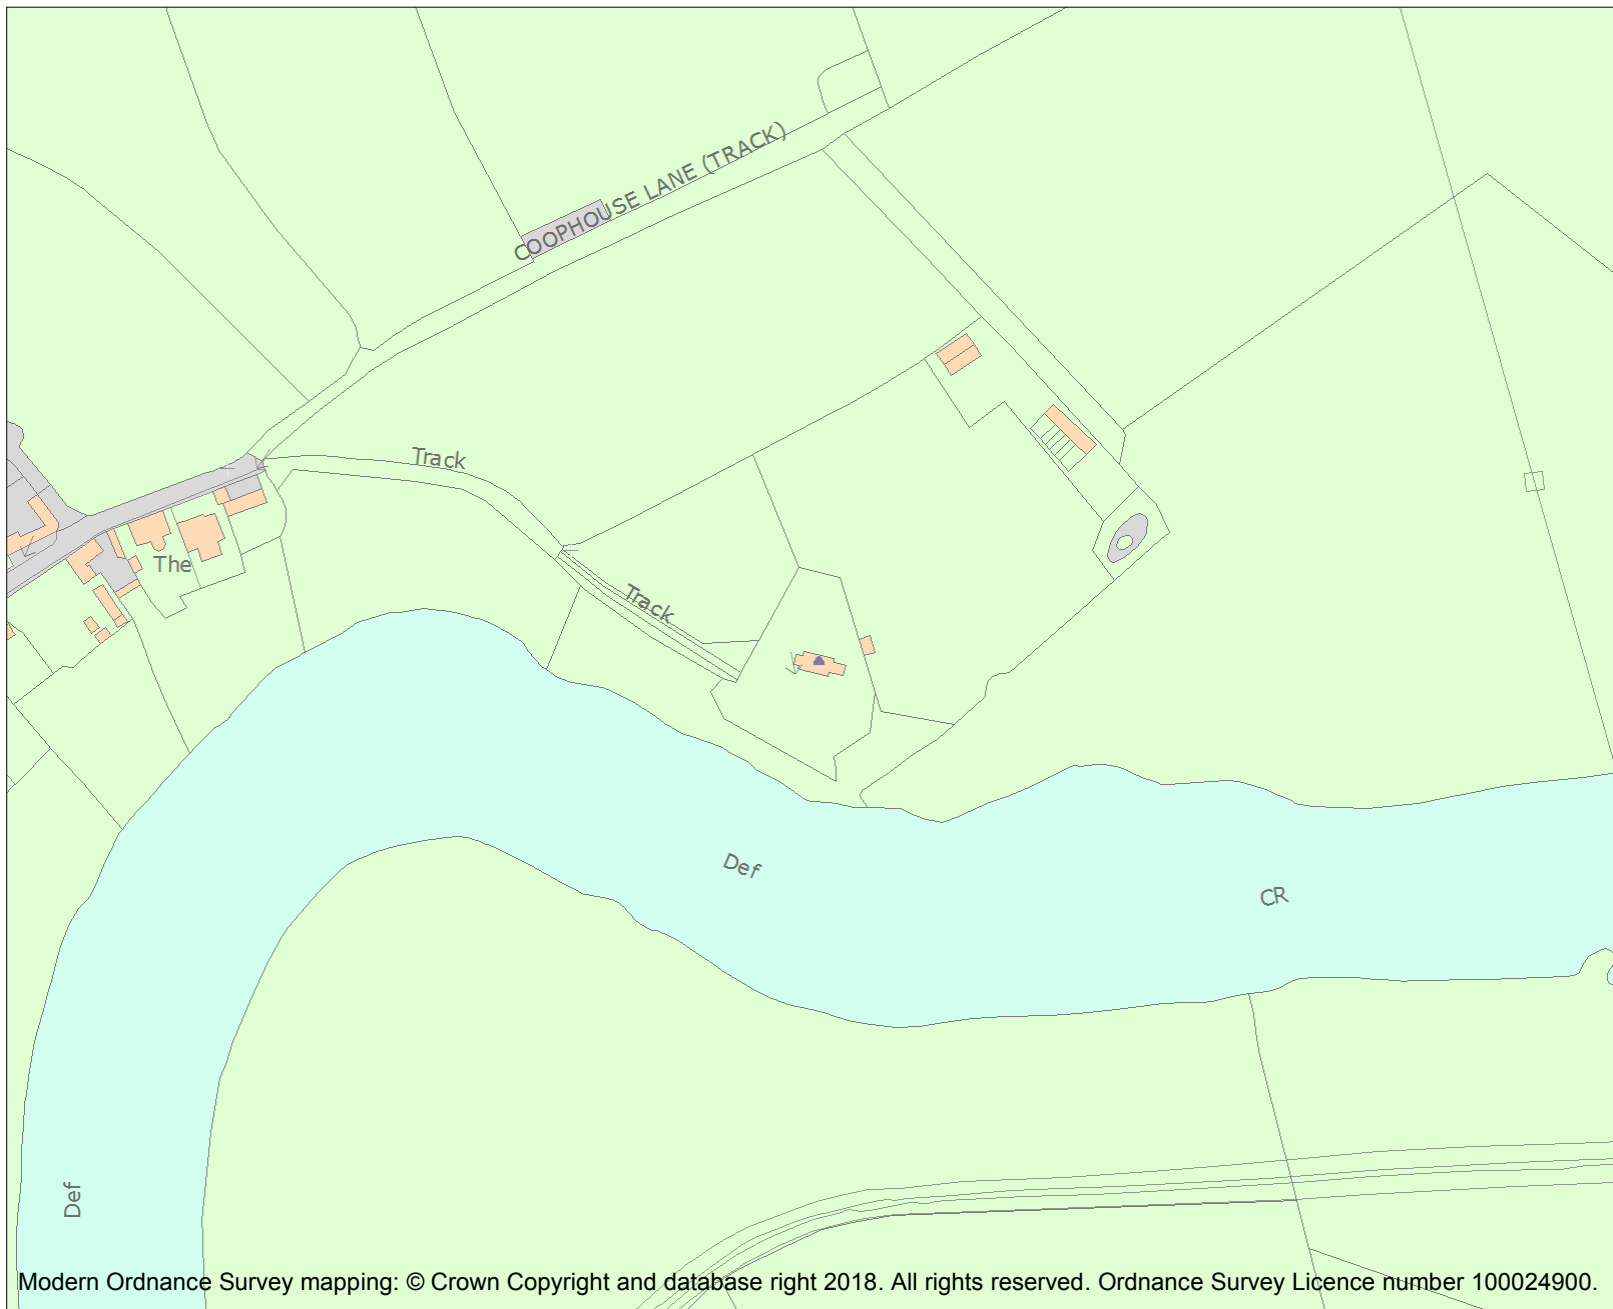 COOPHOUSE LANE (TRACK)
Track
The
Track
Def
CR
Def
Modern Ordnance Survey mapping: © Crown Copyright and database right 2018. All rights reserved. Ordnance Survey Licence number 100024900.